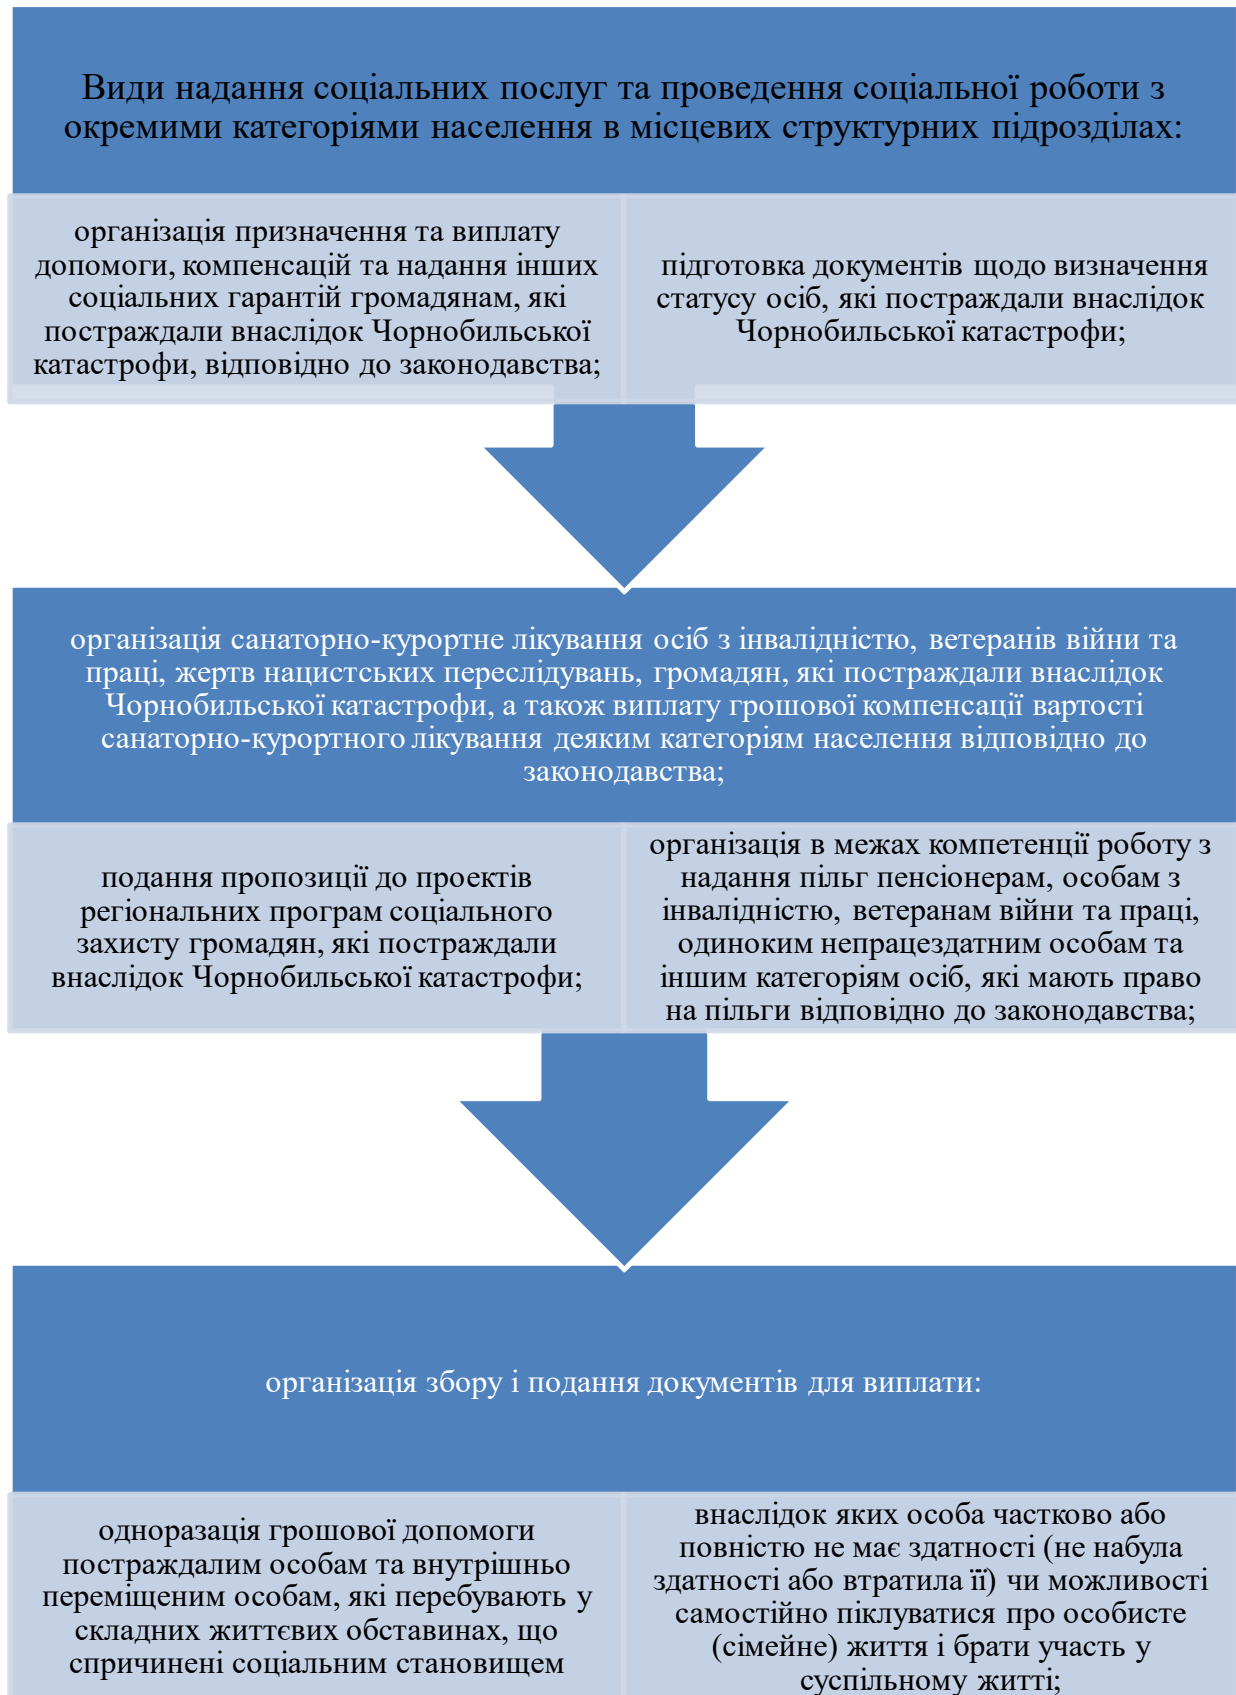 Види надання соціальних послуг та проведення соціальної роботи з
окремими категоріями населення в місцевих структурних підрозділах:
організація призначення та виплату
допомоги, компенсацій та надання інших
соціальних гарантій громадянам, які
постраждали внаслідок Чорнобильської
катастрофи, відповідно до законодавства;
підготовка документів щодо визначення
статусу осіб, які постраждали внаслідок
Чорнобильської катастрофи;
організація санаторно-курортне лікування осіб з інвалідністю, ветеранів війни та
праці, жертв нацистських переслідувань, громадян, які постраждали внаслідок
Чорнобильської катастрофи, а також виплату грошової компенсації вартості
санаторно-курортного лікування деяким категоріям населення відповідно до
законодавства;
подання пропозиції до проектів
регіональних програм соціального
захисту громадян, які постраждали
внаслідок Чорнобильської катастрофи;
організація в межах компетенції роботу з
надання пільг пенсіонерам, особам з
інвалідністю, ветеранам війни та праці,
одиноким непрацездатним особам та
іншим категоріям осіб, які мають право
на пільги відповідно до законодавства;
організація збору і подання документів для виплати:
одноразація грошової допомоги
постраждалим особам та внутрішньо
переміщеним особам, які перебувають у
складних життєвих обставинах, що
спричинені соціальним становищем
внаслідок яких особа частково або
повністю не має здатності (не набула
здатності або втратила її) чи можливості
самостійно піклуватися про особисте
(сімейне) життя і брати участь у
суспільному житті;